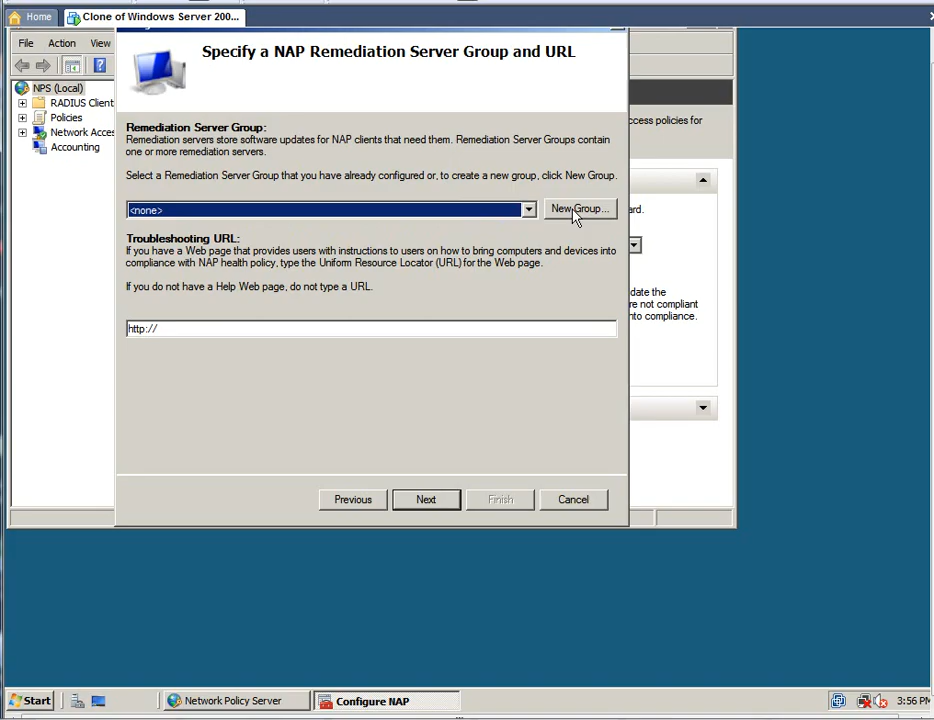 Home
Clone of Windows Server 200...
File Action View
Specify a NAP Remediation Server Group and URL
NPS (Local)
RADIUS Client
Policies
Network Acces
Accounting
Remediation Server Group:
Remediation servers store software updates for NAP clients that need them. Remediation Server Groups contain
one or more remediation servers.
Select a Remediation Server Group that you have already configured or, to create a new group, click New Group.
<none>
New Group...
Troubleshooting URL:
If you have a Web page that provides users with instructions to users on how to bring computers and devices into
compliance with NAP health policy, type the Uniform Resource Locator (URL) for the Web page.
If you do not have a Help Web page, do not type a URL.
http://
Previous
Next
Finish
Cancel
ccess policies for
ard.
date the
re not compliant
nto compliance.
Start
Network Policy Server
Configure NAP
3:56 PM